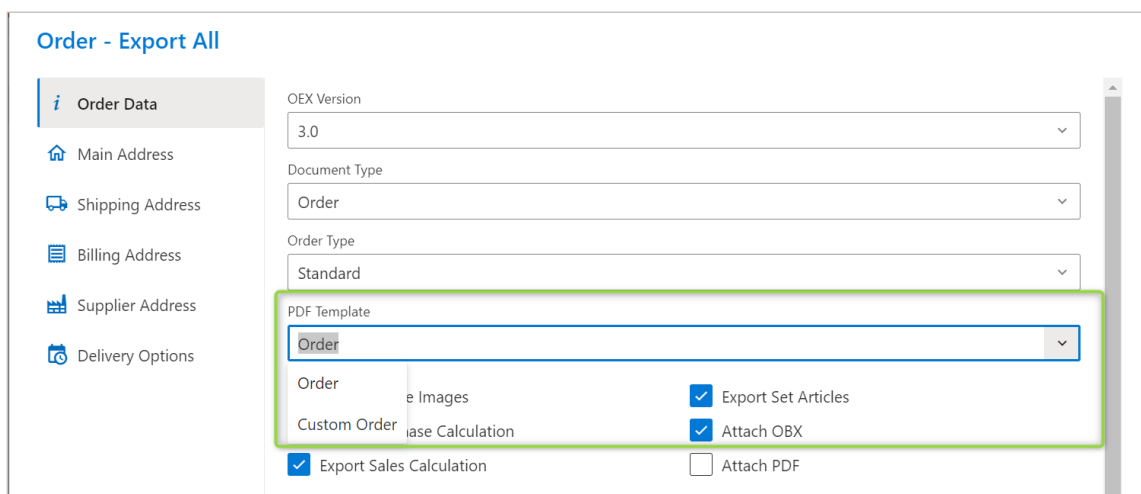 Order - Export All
Order Data
Main Address
Shipping Address
Billing Address
Supplier Address
Delivery Options
OEX Version
3.0
Document Type
Order
Order Type
Standard
PDF Template
Order
Order
Custom Order
e Images
Export Set Articles
hase Calculation
Attach OBX
Export Sales Calculation
Attach PDF